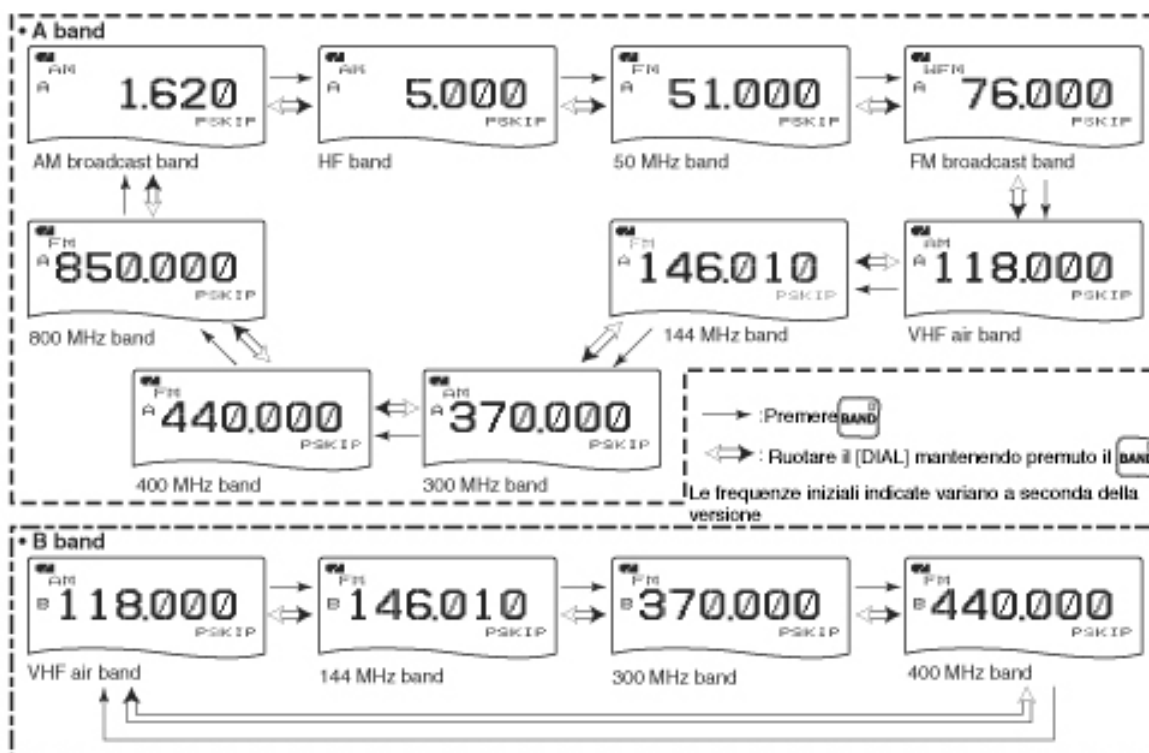 • A band
AM
A 1.620
PSKIP
AM broadcast band
AM
A 5.000
PSKIP
HF band
FM
A 51.000
PSKIP
50 MHz band
WFM
A 76.000
PSKIP
FM broadcast band
FM
A 850.000
PSKIP
800 MHz band
FM
A 146.010
PSKIP
144 MHz band
AM
A 118.000
PSKIP
VHF air band
FM
A 440.000
PSKIP
400 MHz band
AM
A 370.000
PSKIP
300 MHz band
:Premere BAND
: Ruotare il [DIAL] mantenendo premuto il BAND
Le frequenze iniziali indicate variano a seconda della
versione
• B band
AM
B 118.000
PSKIP
VHF air band
FM
B 146.010
PSKIP
144 MHz band
FM
B 370.000
PSKIP
300 MHz band
FM
B 440.000
PSKIP
400 MHz band